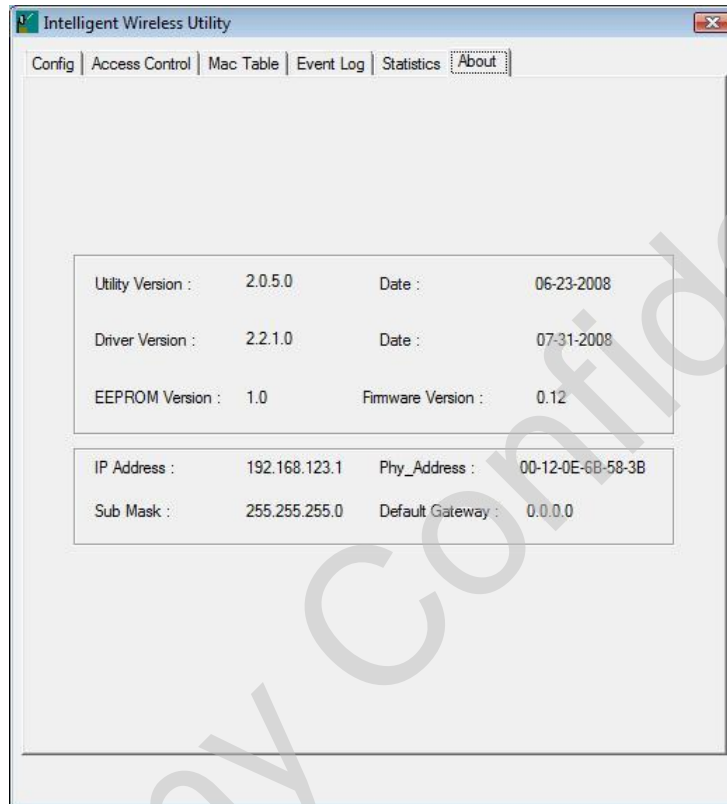 Intelligent Wireless Utility
Config Access Control Mac Table Event Log Statistics About
Utility Version : 2.0.5.0 Date : 06-23-2008
Driver Version : 2.2.1.0 Date : 07-31-2008
EEPROM Version : 1.0 Firmware Version : 0.12
IP Address : 192.168.123.1 Phy_Address : 00-12-0E-6B-58-3B
Sub Mask : 255.255.255.0 Default Gateway : 0.0.0.0